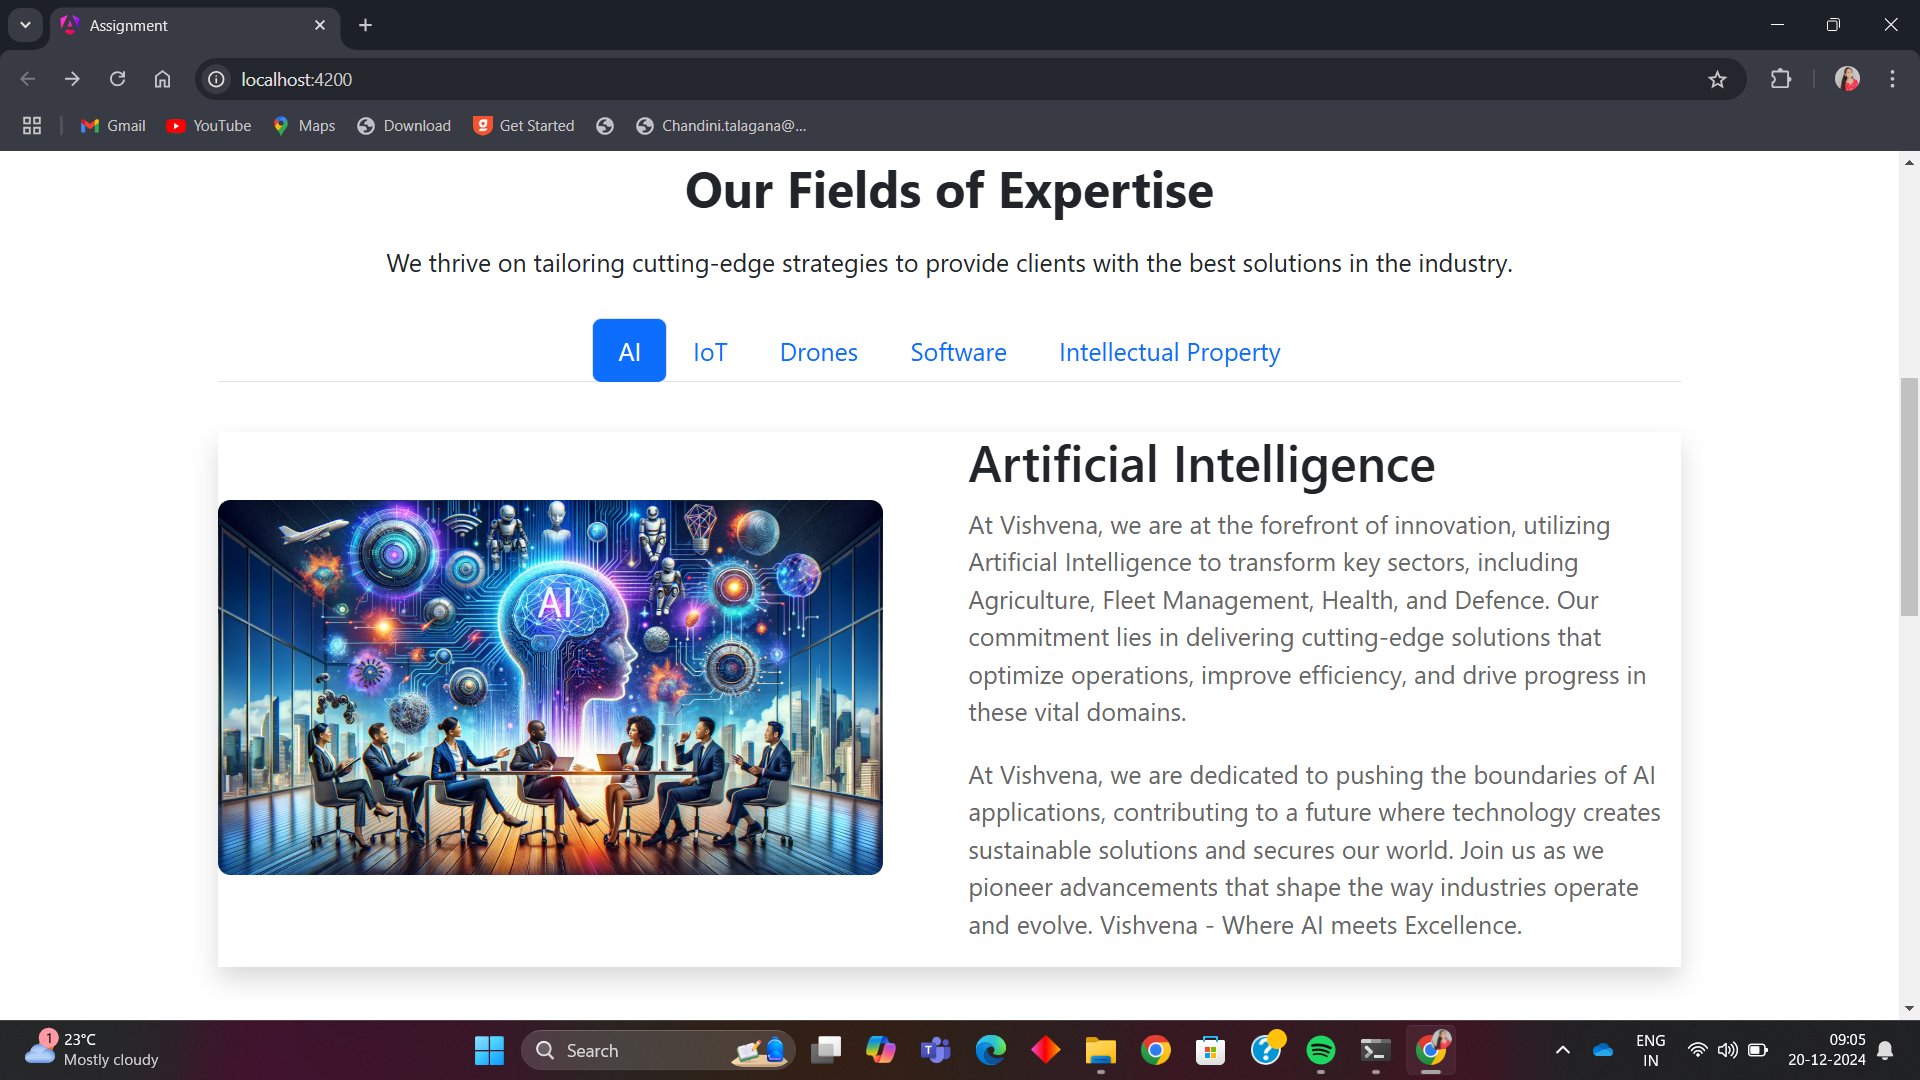 Assignment
localhost:4200
Gmail
YouTube
Maps
Download
Get Started
Chandini.talagana@...
Our Fields of Expertise
We thrive on tailoring cutting-edge strategies to provide clients with the best solutions in the industry.
AI
IoT
Drones
Software
Intellectual Property
AI
Artificial Intelligence
At Vishvena, we are at the forefront of innovation, utilizing
Artificial Intelligence to transform key sectors, including
Agriculture, Fleet Management, Health, and Defence. Our
commitment lies in delivering cutting-edge solutions that
optimize operations, improve efficiency, and drive progress in
these vital domains.
At Vishvena, we are dedicated to pushing the boundaries of AI
applications, contributing to a future where technology creates
sustainable solutions and secures our world. Join us as we
pioneer advancements that shape the way industries operate
and evolve. Vishvena - Where AI meets Excellence.
1
23°C
Mostly cloudy
Search
ENG
IN
09:05
20-12-2024